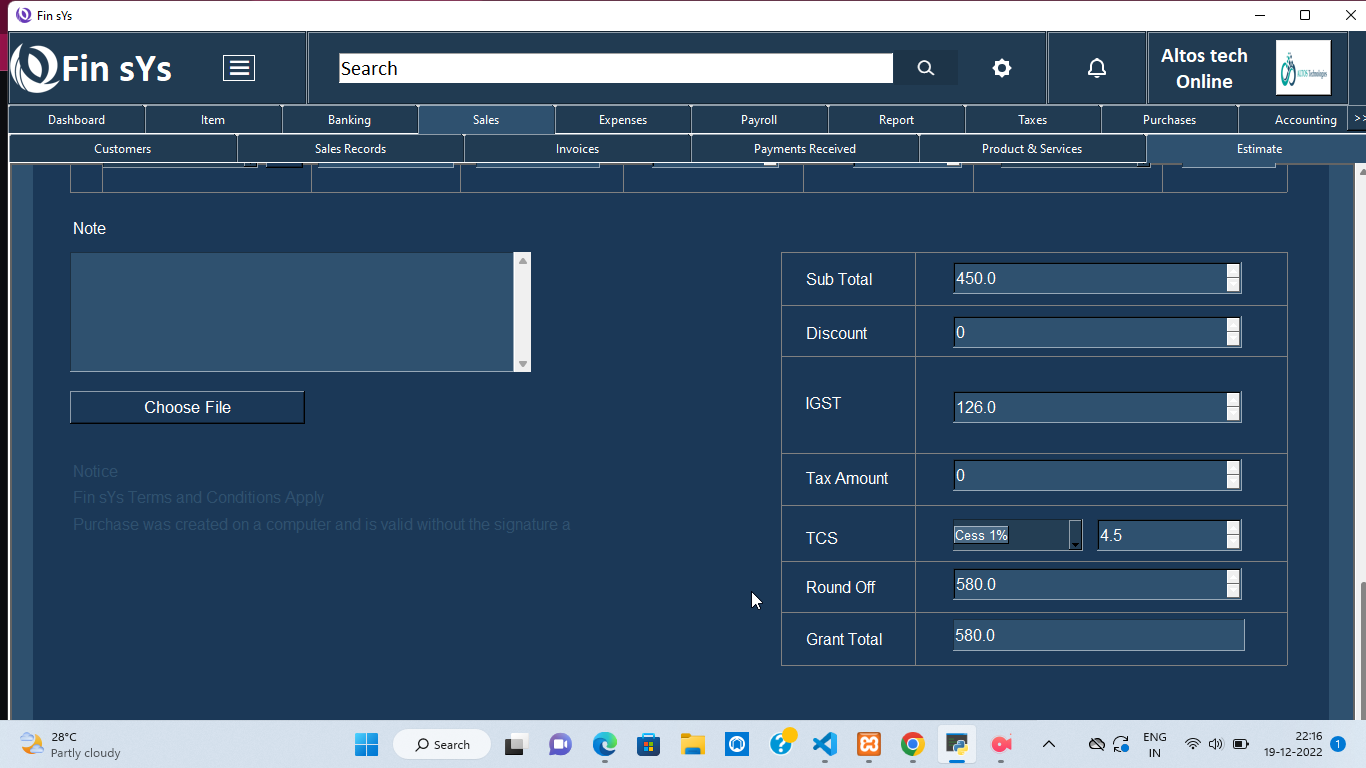 Fin sYs
Fin sYs
Search
Altos tech
Online
ALTOS Technologies
Dashboard Item Banking Sales Expenses Payroll Report Taxes Purchases Accounting >>
Customers Sales Records Invoices Payments Received Product & Services Estimate
Note
Choose File
Notice
Fin sYs Terms and Conditions Apply
Purchase was created on a computer and is valid without the signature a
Sub Total 450.0
Discount 0
IGST 126.0
Tax Amount 0
TCS Cess 1% 4.5
Round Off 580.0
Grant Total 580.0
28°C
Partly cloudy
Search
ENG
IN
22:16
19-12-2022
1